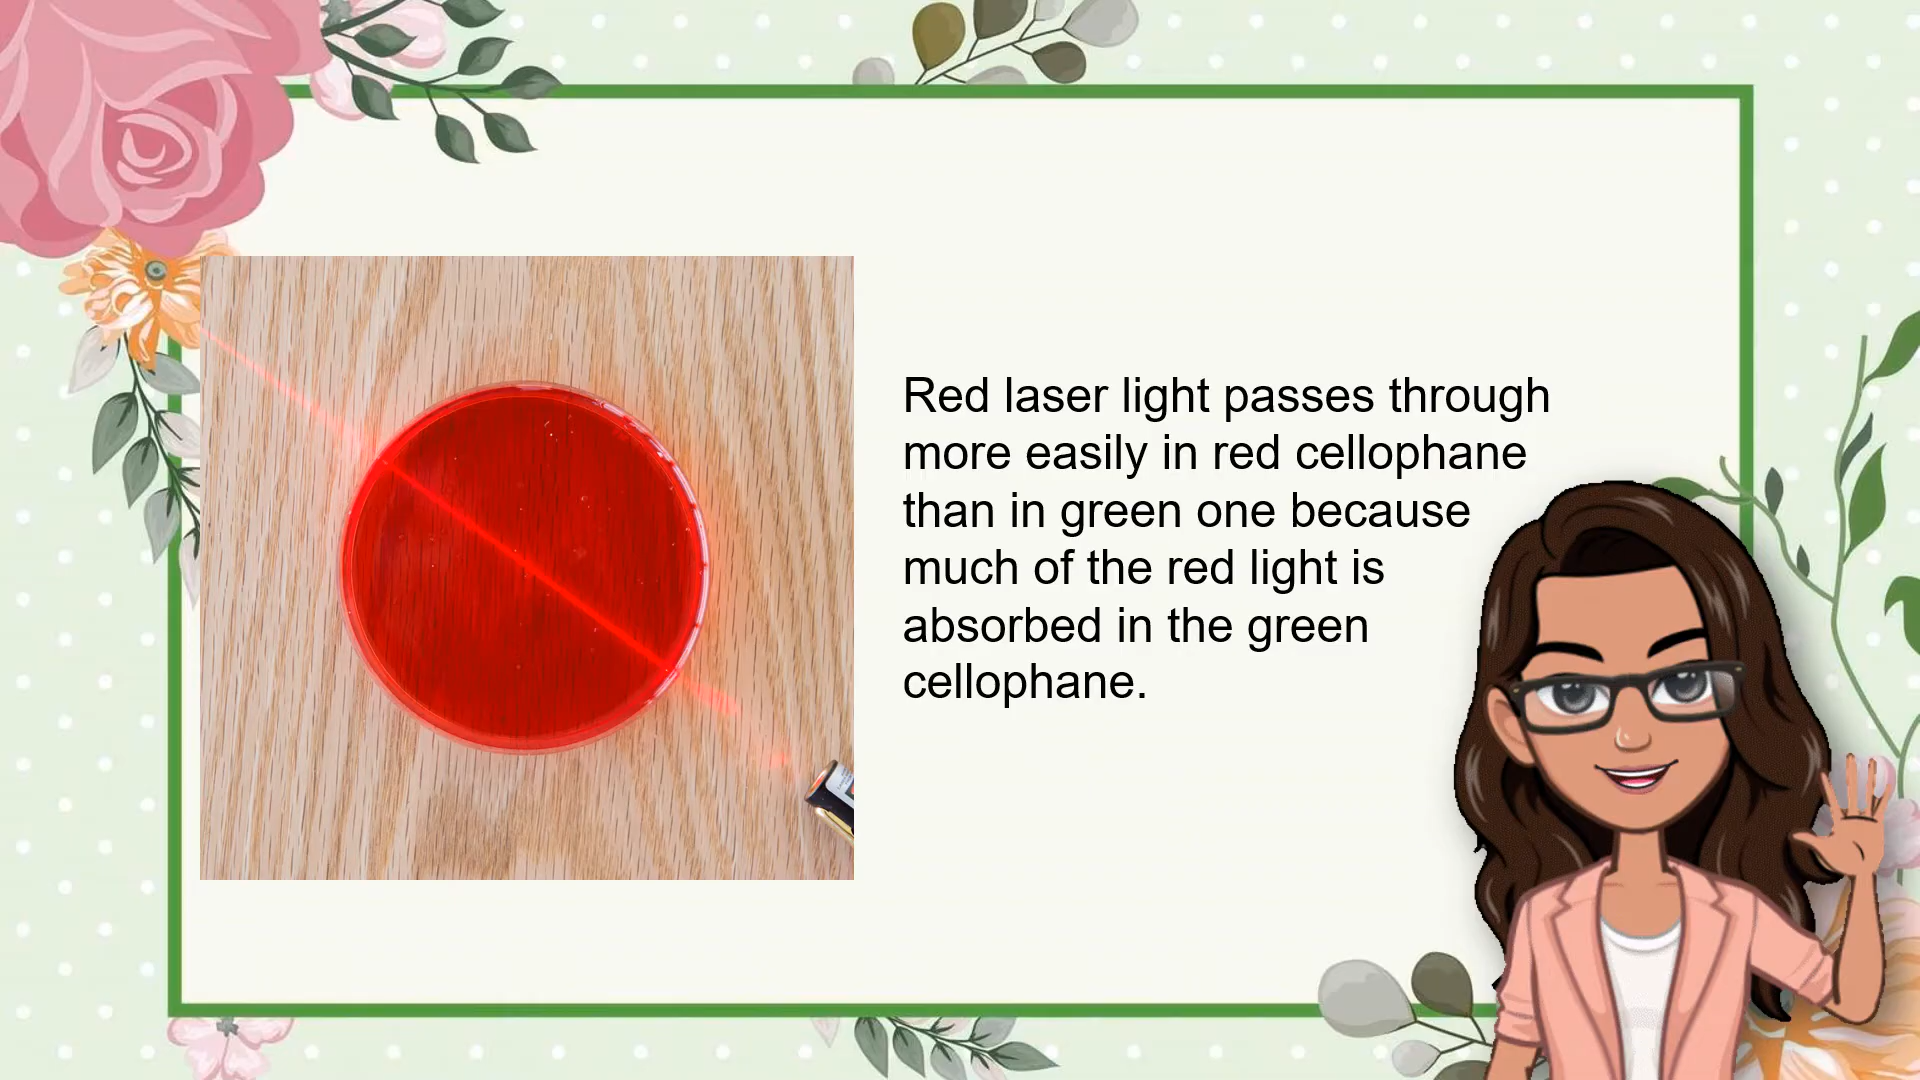 Red laser light passes through
more easily in red cellophane
than in green one because
much of the red light is
absorbed in the green
cellophane.